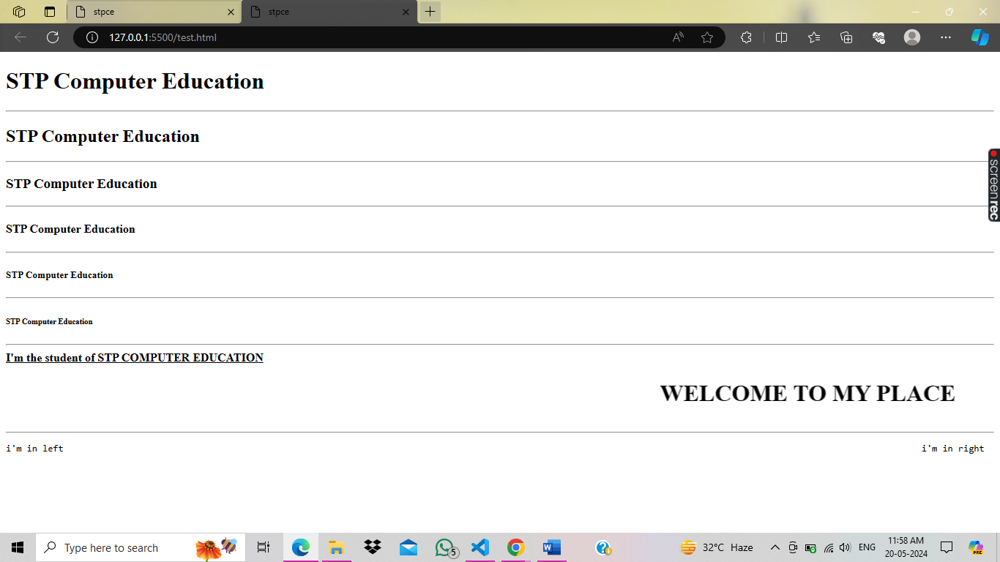 stpce
stpce
127.0.0.1:5500/test.html
STP Computer Education
STP Computer Education
STP Computer Education
STP Computer Education
STP Computer Education
STP Computer Education
I'm the student of STP COMPUTER EDUCATION
WELCOME TO MY PLACE
i'm in left i'm in right
screenrec
Type here to search
5
32°C Haze
ENG
11:58 AM
20-05-2024
PRE